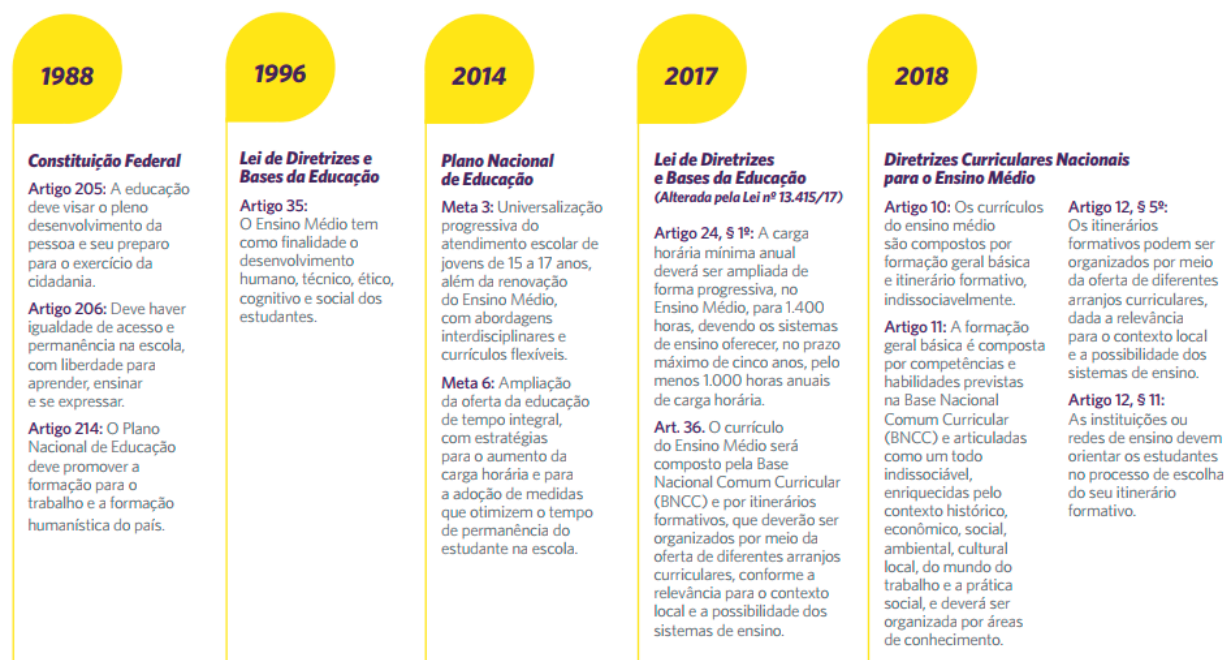 1988
Constituição Federal
Artigo 205: A educação
deve visar o pleno
desenvolvimento da
pessoa e seu preparo
para o exercício da
cidadania.
Artigo 206: Deve haver
igualdade de acesso e
permanência na escola,
com liberdade para
aprender, ensinar
e se expressar.
Artigo 214: O Plano
Nacional de Educação
deve promover a
formação para o
trabalho e a formação
humanística do país.
1996
Lei de Diretrizes e
Bases da Educação
Artigo 35:
O Ensino Médio tem
como finalidade o
desenvolvimento
humano, técnico, ético,
cognitivo e social dos
estudantes.
2014
Plano Nacional
de Educação
Meta 3: Universalização
progressiva do
atendimento escolar de
jovens de 15 a 17 anos,
além da renovação
do Ensino Médio,
com abordagens
interdisciplinares e
currículos flexíveis.
Meta 6: Ampliação
da oferta da educação
de tempo integral,
com estratégias
para o aumento da
carga horária e para
a adoção de medidas
que otimizem o tempo
de permanência do
estudante na escola.
2017
Lei de Diretrizes
e Bases da Educação
(Alterada pela Lei nº 13.415/17)
Artigo 24, § 1º: A carga
horária mínima anual
deverá ser ampliada de
forma progressiva, no
Ensino Médio, para 1.400
horas, devendo os sistemas
de ensino oferecer, no prazo
máximo de cinco anos, pelo
menos 1.000 horas anuais
de carga horária.
Art. 36. O currículo
do Ensino Médio será
composto pela Base
Nacional Comum Curricular
(BNCC) e por itinerários
formativos, que deverão ser
organizados por meio da
oferta de diferentes arranjos
curriculares, conforme a
relevância para o contexto
local e a possibilidade dos
sistemas de ensino.
2018
Diretrizes Curriculares Nacionais
para o Ensino Médio
Artigo 10: Os currículos
do ensino médio
são compostos por
formação geral básica
e itinerário formativo,
indissociavelmente.
Artigo 11: A formação
geral básica é composta
por competências e
habilidades previstas
na Base Nacional
Comum Curricular
(BNCC) e articuladas
como um todo
indissociável,
enriquecidas pelo
contexto histórico,
econômico, social,
ambiental, cultural
local, do mundo do
trabalho e a prática
social, e deverá ser
organizada por áreas
de conhecimento.
Artigo 12, § 5º:
Os itinerários
formativos podem ser
organizados por meio
da oferta de diferentes
arranjos curriculares,
dada a relevância
para o contexto local
e a possibilidade dos
sistemas de ensino.
Artigo 12, § 11:
As instituições ou
redes de ensino devem
orientar os estudantes
no processo de escolha
do seu itinerário
formativo.